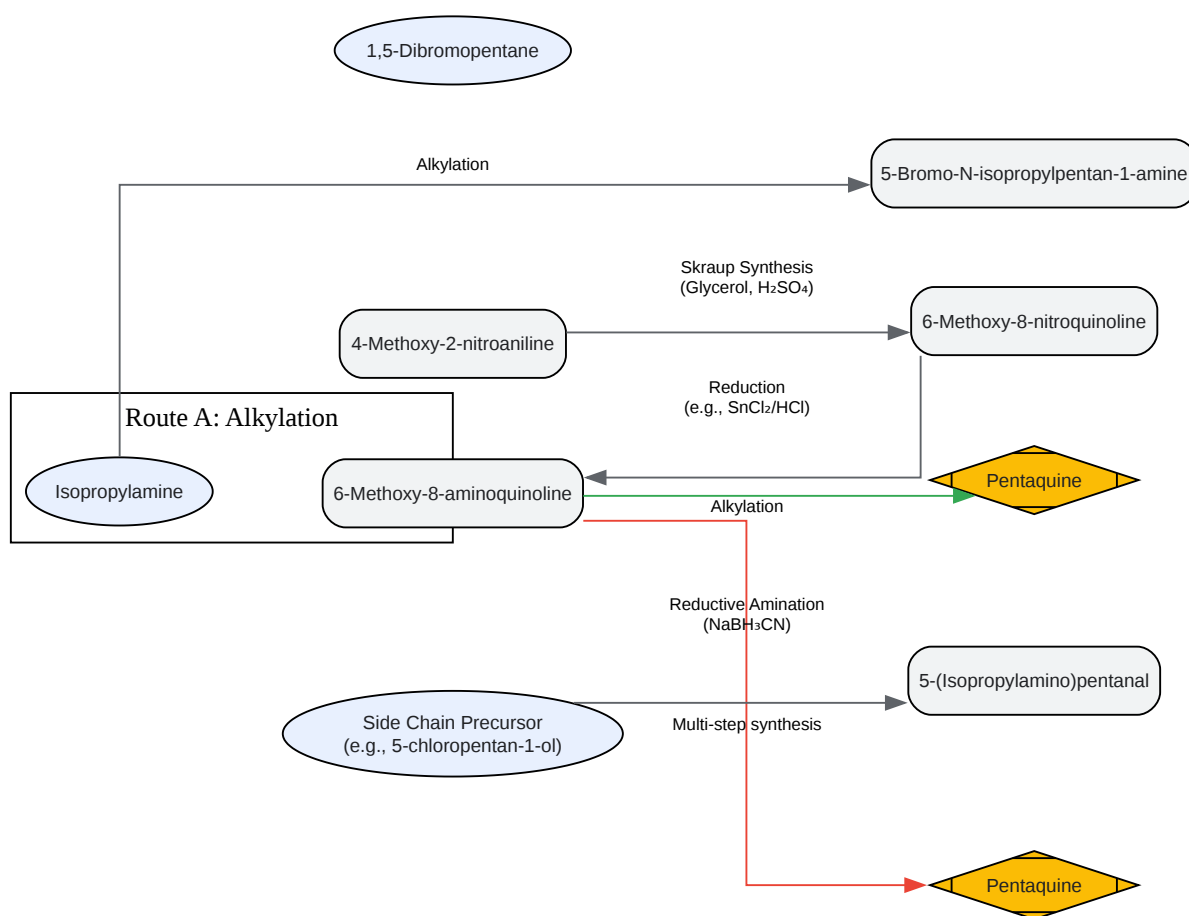 1,5-Dibromopentane
Alkylation
5-Bromo-N-isopropylpentan-1-amine
Skraup Synthesis
(Glycerol, H₂SO₄)
6-Methoxy-8-nitroquinoline
4-Methoxy-2-nitroaniline
Reduction
(e.g., SnCl₂/HCl)
Route A: Alkylation
Isopropylamine
6-Methoxy-8-aminoquinoline
Pentaquine
Alkylation
Reductive Amination
(NaBH₃CN)
5-(Isopropylamino)pentanal
Side Chain Precursor
(e.g., 5-chloropentan-1-ol)
Multi-step synthesis
Pentaquine